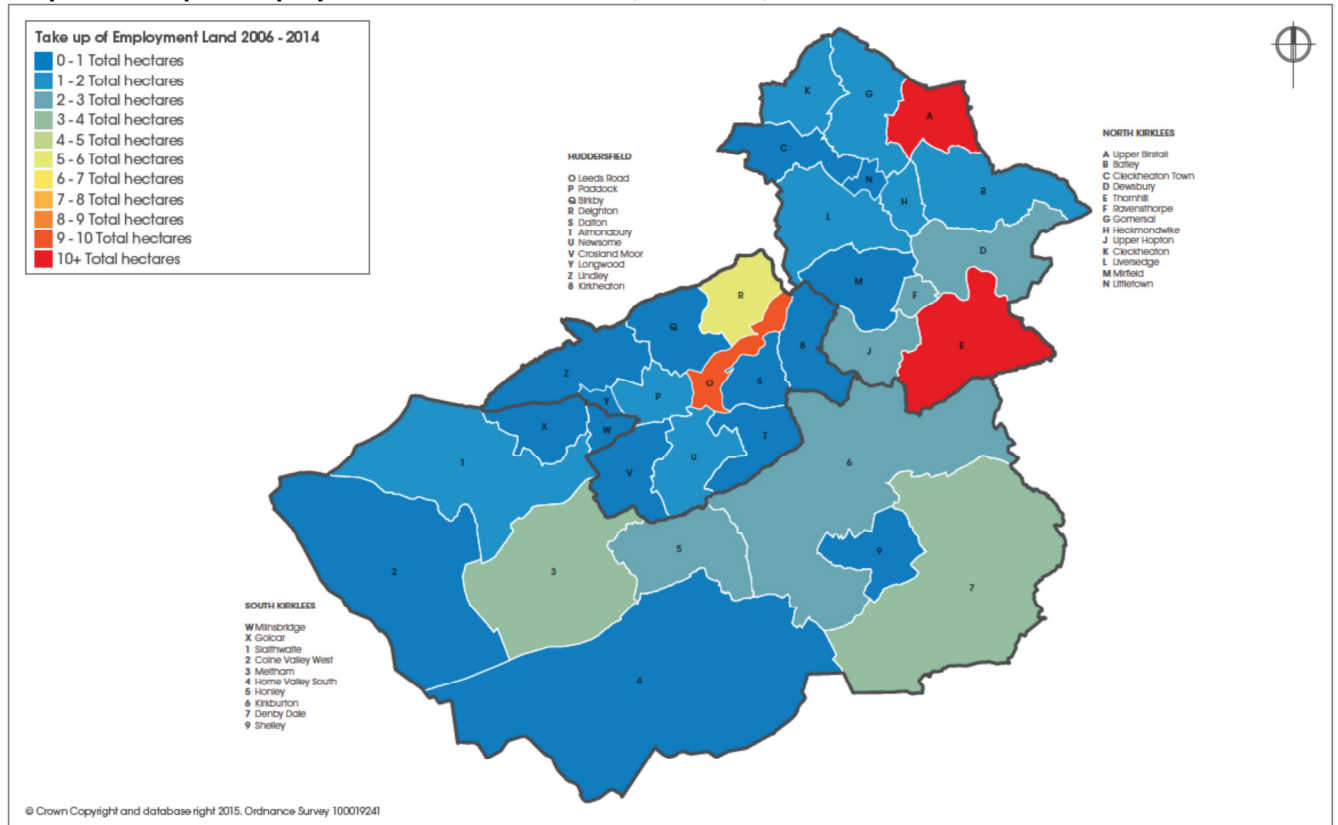 Take up of Employment Land 2006 - 2014
0 - 1 Total hectares
1 - 2 Total hectares
2 - 3 Total hectares
3 - 4 Total hectares
4 - 5 Total hectares
5 - 6 Total hectares
6 - 7 Total hectares
7 - 8 Total hectares
8 - 9 Total hectares
9 - 10 Total hectares
10+ Total hectares
HUDDERSFIELD
O Leeds Road
P Paddock
Q Birkby
R Deighton
S Dalton
T Almondbury
U Newsome
V Crosland Moor
Y Longwood
Z Lindley
8 Kirkheaton
NORTH KIRKLEES
A Upper Birstall
B Batley
C Cleckheaton Town
D Dewsbury
E Thornhill
F Ravensthorpe
G Gomersal
H Heckmondwike
J Upper Hopton
K Cleckheaton
L Liversedge
M Mirfield
N Littletown
SOUTH KIRKLEES
W Milnsbridge
X Golcar
1 Slaithwaite
2 Colne Valley West
3 Meltham
4 Home Valley South
5 Honley
6 Kirkburton
7 Denby Dale
9 Shelley
K
G
A
C
N
H
B
L
D
M
F
R
Q
8
J
E
Z
O
S
Y
P
X
W
T
1
V
U
6
2
3
5
9
7
4
© Crown Copyright and database right 2015. Ordnance Survey 100019241